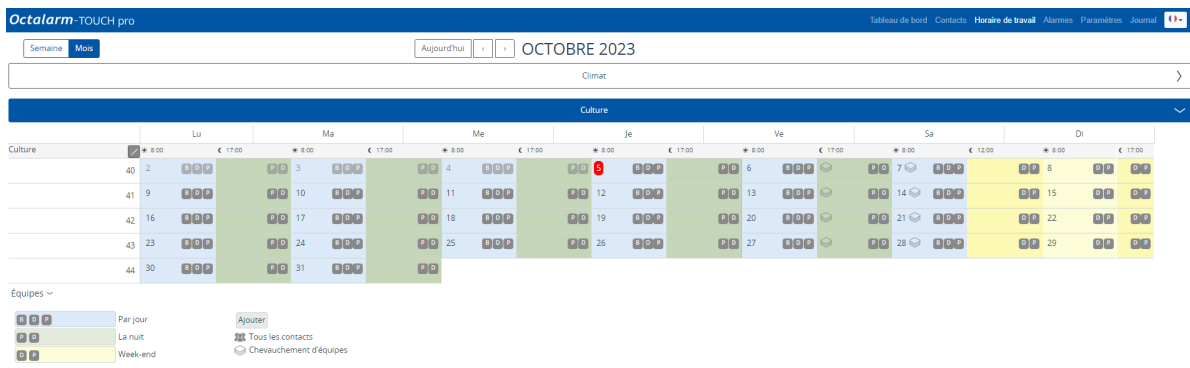 Octalarm-TOUCH pro Tableau de bord Contacts Horaire de travail Alarmes Paramètres Journal
Semaine Mois Aujourd'hui ‹ › OCTOBRE 2023
Climat
Culture
Lu Ma Me Je Ve Sa Di
Culture 8:00 17:00 8:00 17:00 8:00 17:00 8:00 17:00 8:00 17:00 8:00 12:00 8:00 17:00
40 2 B D P P D 3 B D P P D 4 B D P P D 5 B D P P D 6 B D P P D 7 B D P D P 8 D P D P
41 9 B D P P D 10 B D P P D 11 B D P P D 12 B D P P D 13 B D P P D 14 B D P D P 15 D P D P
42 16 B D P P D 17 B D P P D 18 B D P P D 19 B D P P D 20 B D P P D 21 B D P D P 22 D P D P
43 23 B D P P D 24 B D P P D 25 B D P P D 26 B D P P D 27 B D P P D 28 B D P D P 29 D P D P
44 30 B D P P D 31 B D P P D
Équipes
B D P Par jour Ajouter
P D La nuit Tous les contacts
D P Week-end Chevauchement d'équipes